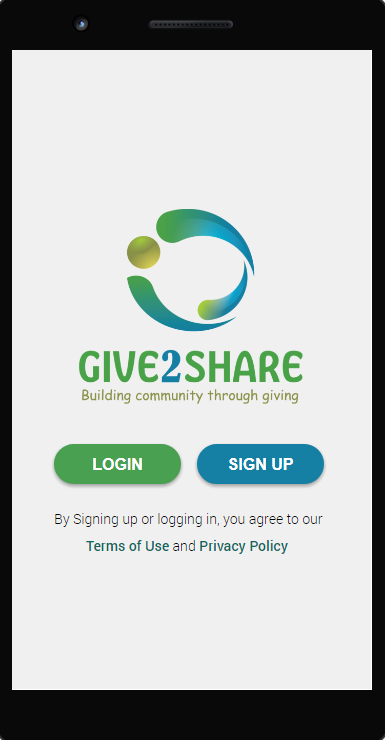 GIVE2SHARE
Building community through giving
LOGIN SIGN UP
By Signing up or logging in, you agree to our
Terms of Use and Privacy Policy